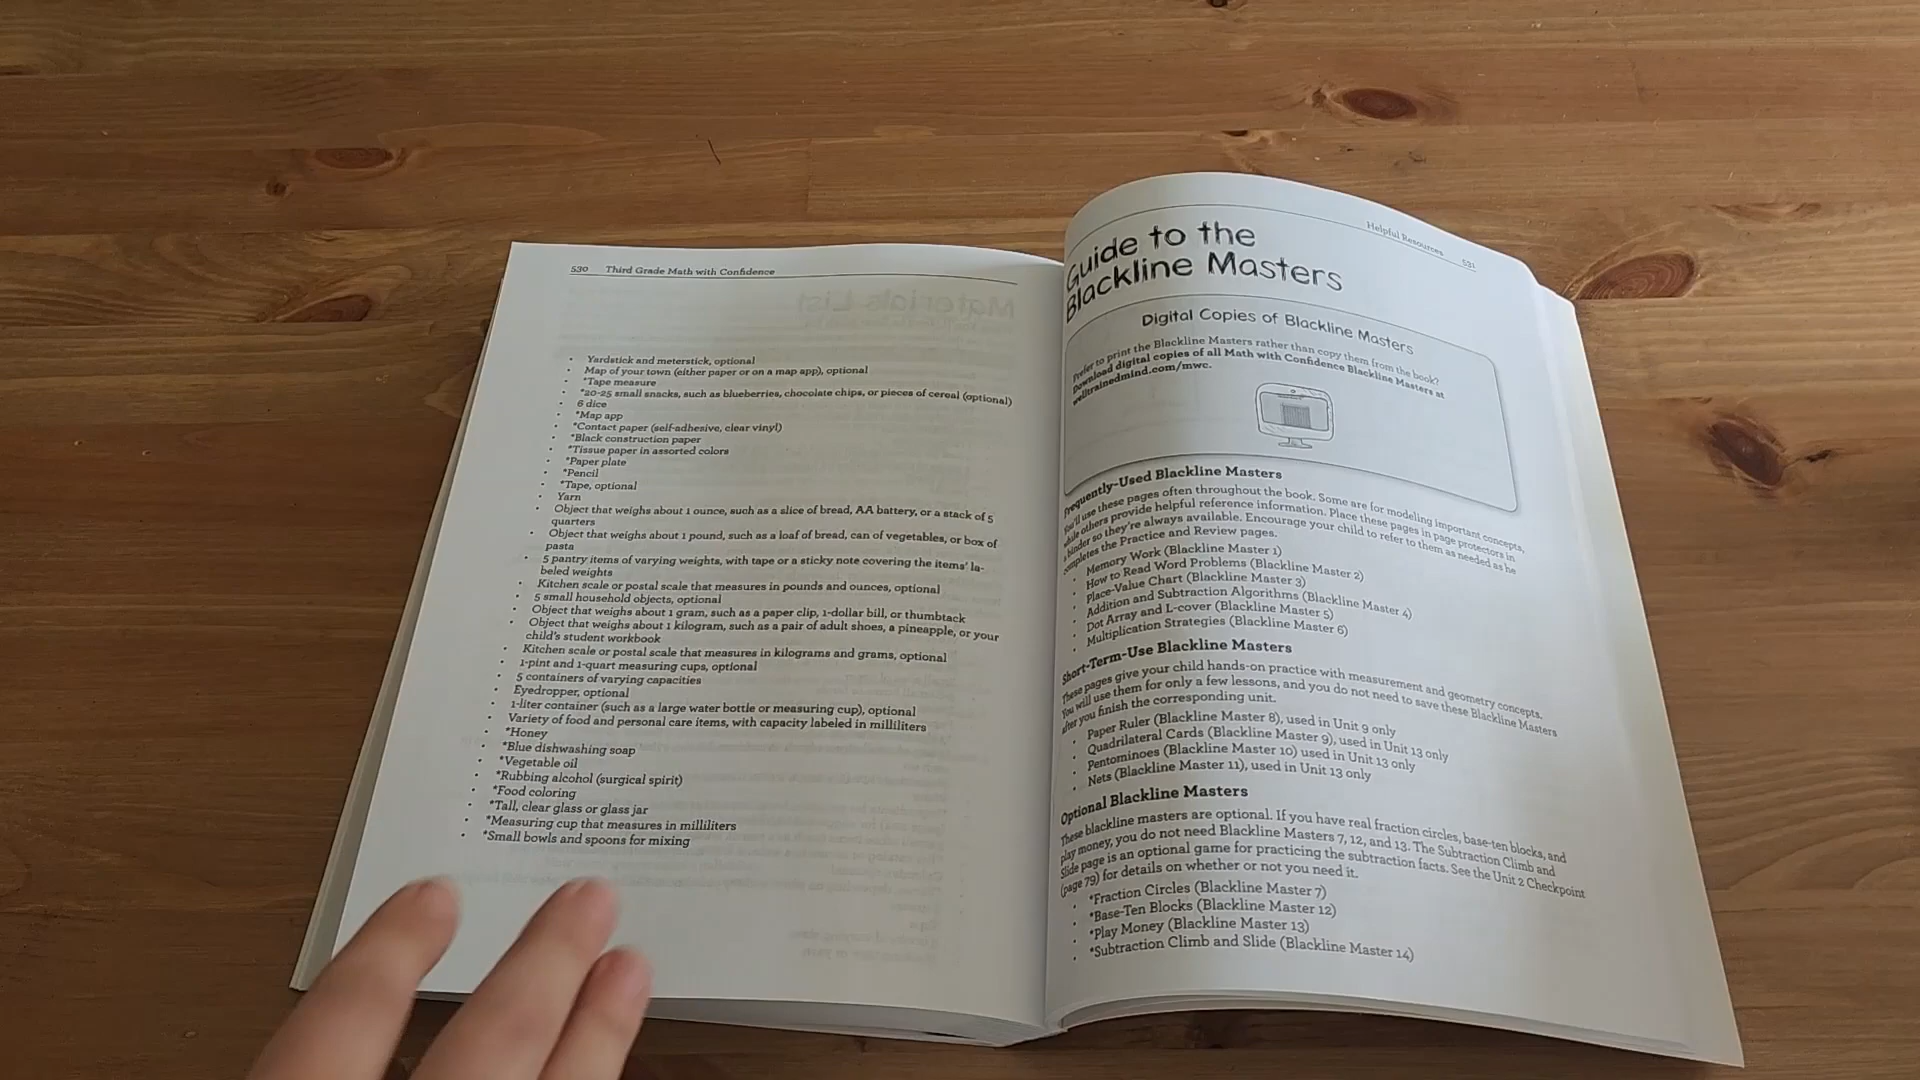 530 Third Grade Math with Confidence
• Yardstick and meterstick, optional
• Map of your town (either paper or on a map app), optional
• *Tape measure
• *20-25 small snacks, such as blueberries, chocolate chips, or pieces of cereal (optional)
• 6 dice
• *Map app
• *Contact paper (self-adhesive, clear vinyl)
• *Black construction paper
• *Tissue paper in assorted colors
• *Paper plate
• *Pencil
• *Tape, optional
• Yarn
• Object that weighs about 1 ounce, such as a slice of bread, AA battery, or a stack of 5
quarters
• Object that weighs about 1 pound, such as a loaf of bread, can of vegetables, or box of
pasta
• 5 pantry items of varying weights, with tape or a sticky note covering the items' la-
beled weights
• Kitchen scale or postal scale that measures in pounds and ounces, optional
• 5 small household objects, optional
• Object that weighs about 1 gram, such as a paper clip, 1-dollar bill, or thumbtack
• Object that weighs about 1 kilogram, such as a pair of adult shoes, a pineapple, or your
child's student workbook
• Kitchen scale or postal scale that measures in kilograms and grams, optional
• 1-pint and 1-quart measuring cups, optional
• 5 containers of varying capacities
• Eyedropper, optional
• 1-liter container (such as a large water bottle or measuring cup), optional
• Variety of food and personal care items, with capacity labeled in milliliters
• *Honey
• *Blue dishwashing soap
• *Vegetable oil
• *Rubbing alcohol (surgical spirit)
• *Food coloring
• *Tall, clear glass or glass jar
• *Measuring cup that measures in milliliters
• *Small bowls and spoons for mixing
Helpful Resources 531
Guide to the
Blackline Masters
Digital Copies of Blackline Masters
Prefer to print the Blackline Masters rather than copy them from the book?
Download digital copies of all Math with Confidence Blackline Masters at
welltrainedmind.com/mwc.
Frequently-Used Blackline Masters
You'll use these pages often throughout the book. Some are for modeling important concepts,
while others provide helpful reference information. Place these pages in page protectors in
a binder so they're always available. Encourage your child to refer to them as needed as he
completes the Practice and Review pages.
• Memory Work (Blackline Master 1)
• How to Read Word Problems (Blackline Master 2)
• Place-Value Chart (Blackline Master 3)
• Addition and Subtraction Algorithms (Blackline Master 4)
• Dot Array and L-cover (Blackline Master 5)
• Multiplication Strategies (Blackline Master 6)
Short-Term-Use Blackline Masters
These pages give your child hands-on practice with measurement and geometry concepts.
You will use them for only a few lessons, and you do not need to save these Blackline Masters
after you finish the corresponding unit.
• Paper Ruler (Blackline Master 8), used in Unit 9 only
• Quadrilateral Cards (Blackline Master 9), used in Unit 13 only
• Pentominoes (Blackline Master 10) used in Unit 13 only
• Nets (Blackline Master 11), used in Unit 13 only
Optional Blackline Masters
These blackline masters are optional. If you have real fraction circles, base-ten blocks, and
play money, you do not need Blackline Masters 7, 12, and 13. The Subtraction Climb and
Slide page is an optional game for practicing the subtraction facts. See the Unit 2 Checkpoint
(page 79) for details on whether or not you need it.
• *Fraction Circles (Blackline Master 7)
• *Base-Ten Blocks (Blackline Master 12)
• *Play Money (Blackline Master 13)
• *Subtraction Climb and Slide (Blackline Master 14)